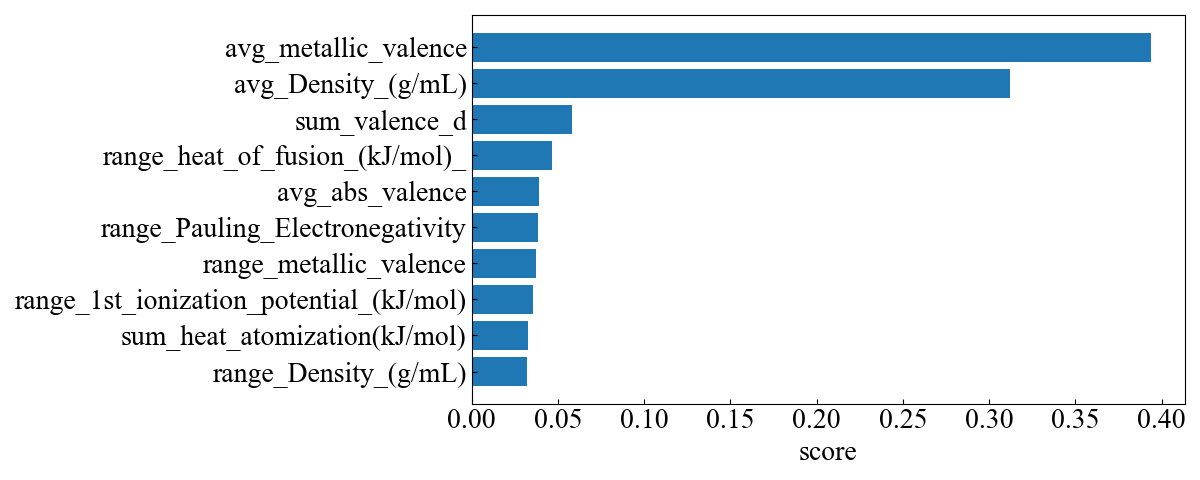 avg_metallic_valence
avg_Density_(g/mL)
sum_valence_d
range_heat_of_fusion_(kJ/mol)_
avg_abs_valence
range_Pauling_Electronegativity
range_metallic_valence
range_1st_ionization_potential_(kJ/mol)
sum_heat_atomization(kJ/mol)
range_Density_(g/mL)
0.00 0.05 0.10 0.15 0.20 0.25 0.30 0.35 0.40
score